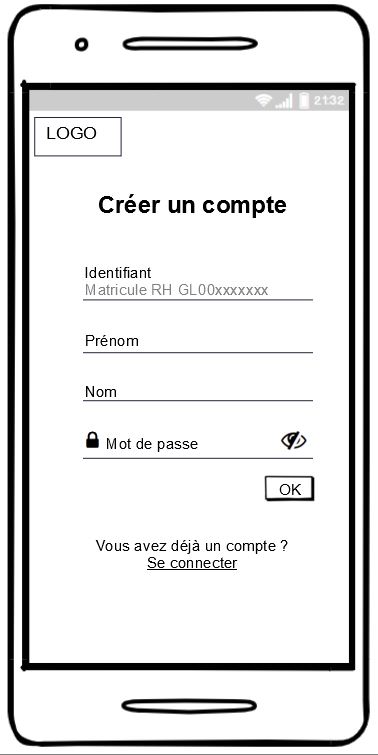 21:32
LOGO
Créer un compte
Identifiant
Matricule RH GL00xxxxxxx
Prénom
Nom
Mot de passe
OK
Vous avez déjà un compte ?
Se connecter